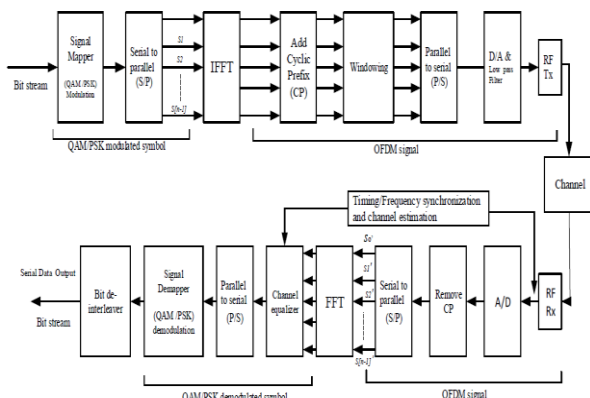 Signal
Mapper
(QAM /PSK)
Modulation
Serial to
parallel
(S/P)
S1
S2
S[n-1]
IFFT
Add
Cyclic
Prefix
(CP)
Windowing
Parallel
to serial
(P/S)
D/A &
Low pass
Filter
RF
Tx
Bit stream
QAM/PSK modulated symbol
OFDM signal
Channel
Timing/Frequency synchronization
and channel estimation
Serial Data Output
Bit stream
Bit de-
interleaver
Signal
Demapper
(QAM /PSK)
demodulation
Parallel
to serial
(P/S)
Channel
equalizer
FFT
S1'
S2'
S[n-1]'
Serial to
parallel
(S/P)
Remove
CP
A/D
RF
Rx
QAM/PSK demodulated symbol
OFDM signal